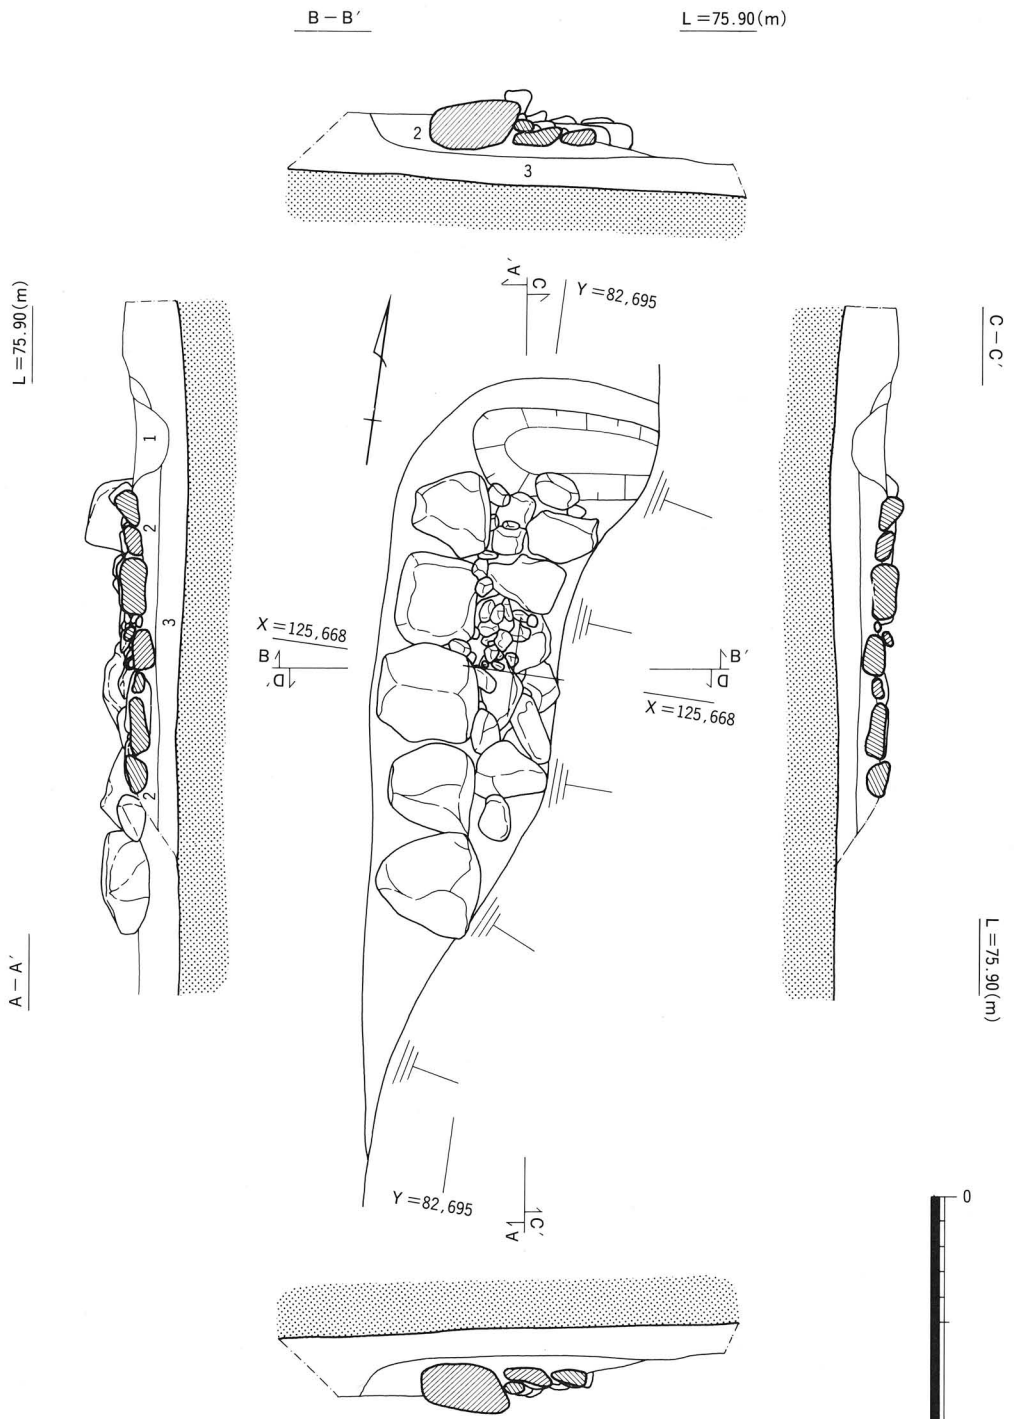 B－B′
L＝75.90(m)
2
3
A′
C
Y＝82,695
L＝75.90(m)
C－C′
1
2
3
X＝125,668
B
D′
B′
D
X＝125,668
2
A－A′
L＝75.90(m)
Y＝82,695
A
C′
0